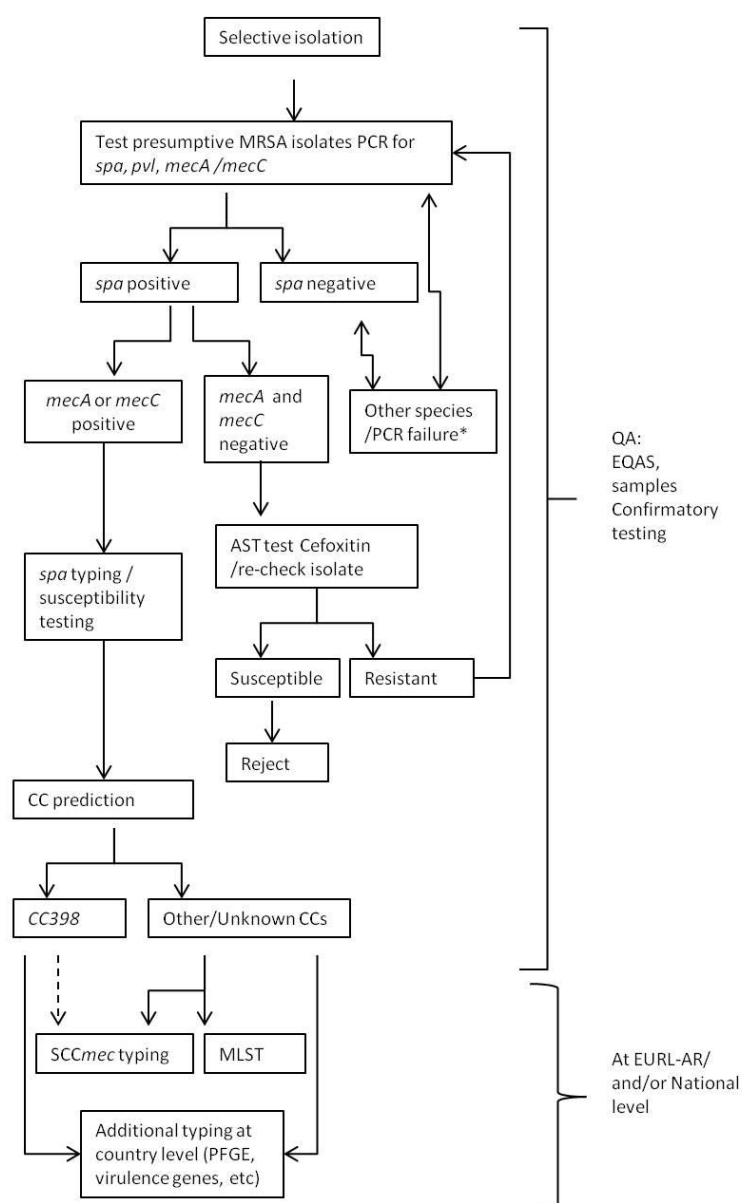 Selective isolation
Test presumptive MRSA isolates PCR for
spa, pvl, mecA /mecC
spa positive
spa negative
mecA or mecC
positive
mecA and
mecC
negative
Other species
/PCR failure*
QA:
EQAS,
samples
Confirmatory
testing
AST test Cefoxitin
/re-check isolate
spa typing /
susceptibility
testing
Susceptible
Resistant
Reject
CC prediction
CC398
Other/Unknown CCs
SCCmec typing
MLST
At EURL-AR/
and/or National
level
Additional typing at
country level (PFGE,
virulence genes, etc)